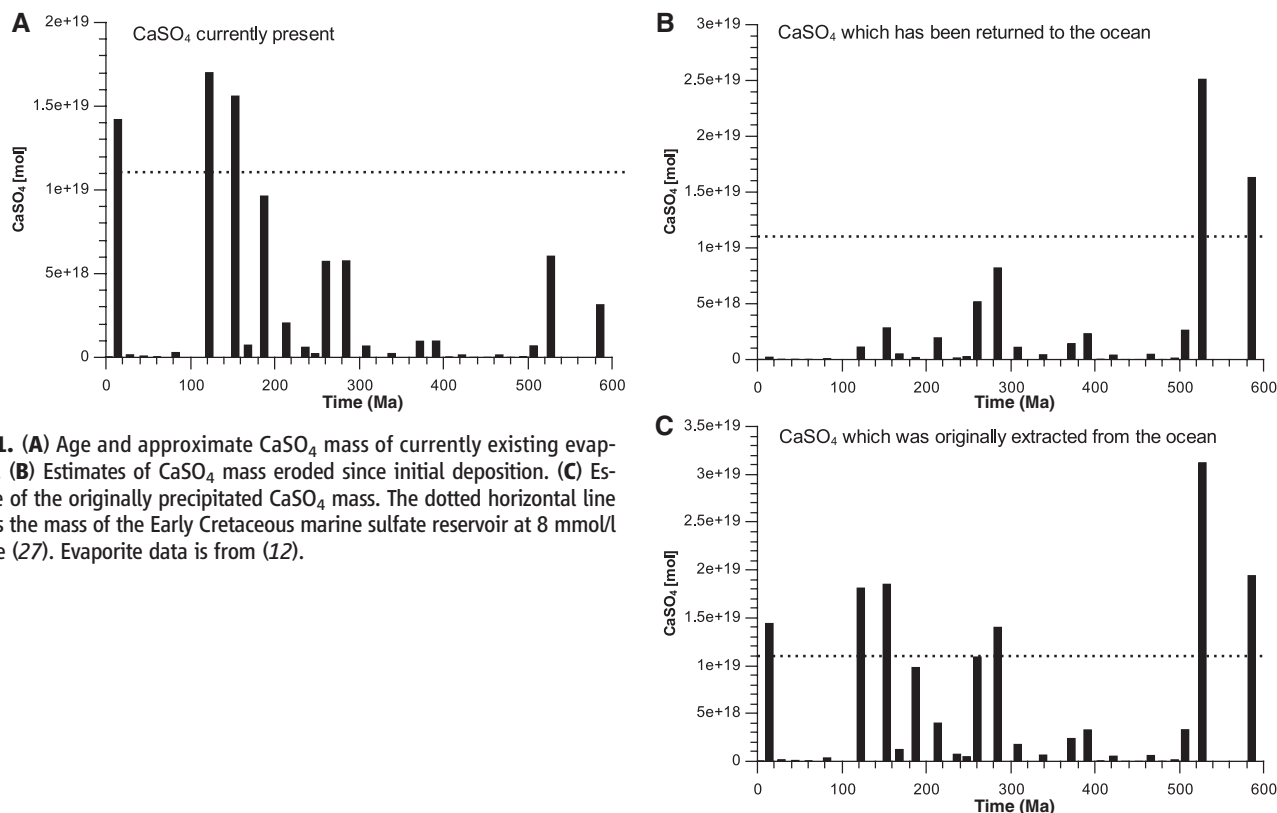 A
CaSO₄ currently present
2e+19
1.5e+19
1e+19
5e+18
0
CaSO₄ [mol]
0 100 200 300 400 500 600
Time (Ma)
B
CaSO₄ which has been returned to the ocean
3e+19
2.5e+19
2e+19
1.5e+19
1e+19
5e+18
0
CaSO₄ [mol]
0 100 200 300 400 500 600
Time (Ma)
C
CaSO₄ which was originally extracted from the ocean
3.5e+19
3e+19
2.5e+19
2e+19
1.5e+19
1e+19
5e+18
0
CaSO₄ [mol]
0 100 200 300 400 500 600
Time (Ma)
1. (A) Age and approximate CaSO₄ mass of currently existing evap-
. (B) Estimates of CaSO₄ mass eroded since initial deposition. (C) Es-
e of the originally precipitated CaSO₄ mass. The dotted horizontal line
s the mass of the Early Cretaceous marine sulfate reservoir at 8 mmol/l
e (27). Evaporite data is from (12).